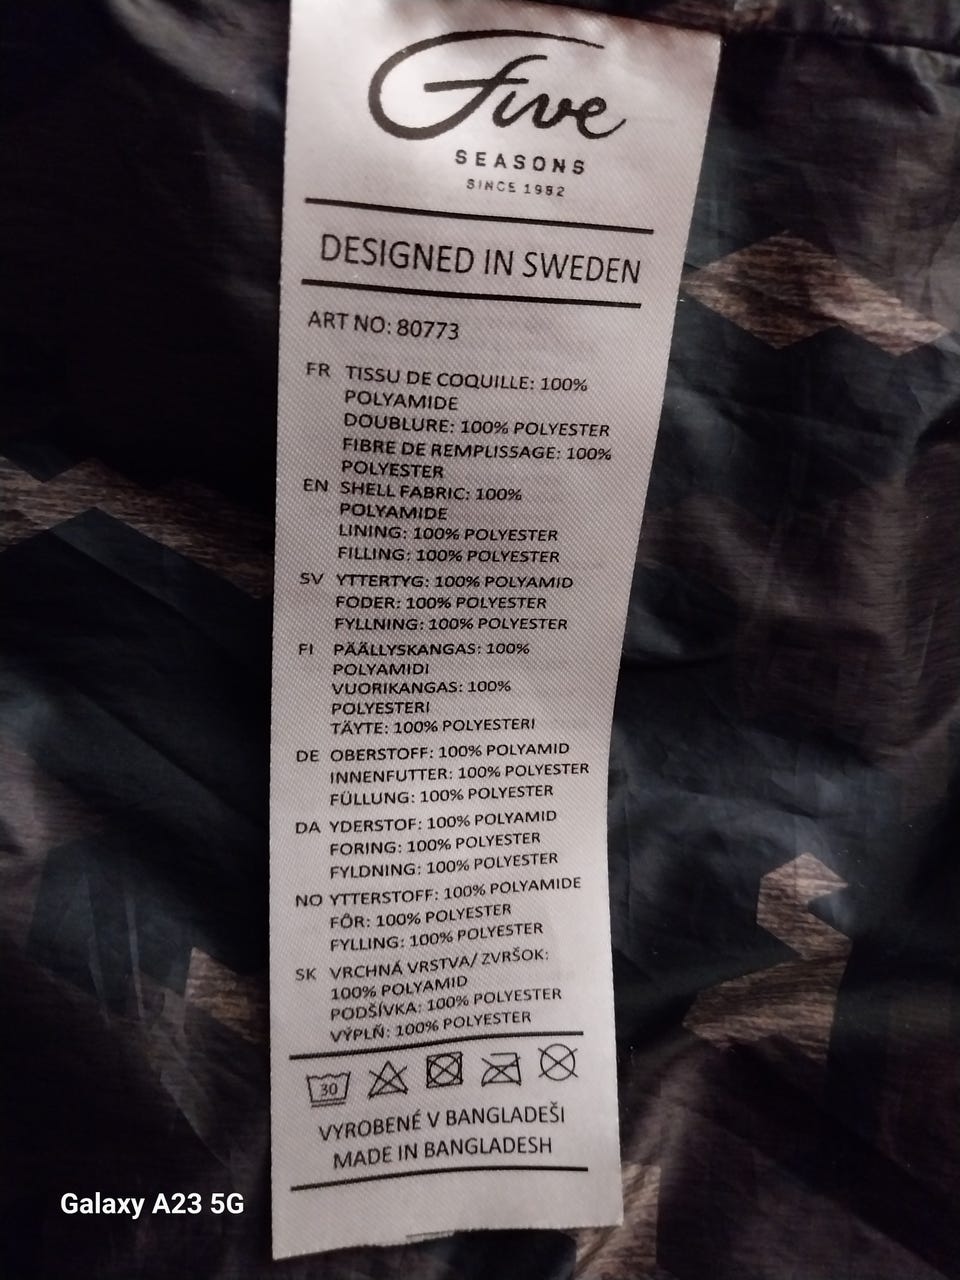 Five
SEASONS
SINCE 1982
DESIGNED IN SWEDEN
ART NO: 80773
FR TISSU DE COQUILLE: 100%
POLYAMIDE
DOUBLURE: 100% POLYESTER
FIBRE DE REMPLISSAGE: 100%
POLYESTER
EN SHELL FABRIC: 100%
POLYAMIDE
LINING: 100% POLYESTER
FILLING: 100% POLYESTER
SV YTTERTYG: 100% POLYAMID
FODER: 100% POLYESTER
FYLLNING: 100% POLYESTER
FI PÄÄLLYSKANGAS: 100%
POLYAMIDI
VUORIKANGAS: 100%
POLYESTERI
TÄYTE: 100% POLYESTERI
DE OBERSTOFF: 100% POLYAMID
INNENFUTTER: 100% POLYESTER
FÜLLUNG: 100% POLYESTER
DA YDERSTOF: 100% POLYAMID
FORING: 100% POLYESTER
FYLDNING: 100% POLYESTER
NO YTTERSTOFF: 100% POLYAMIDE
FÔR: 100% POLYESTER
FYLLING: 100% POLYESTER
SK VRCHNÁ VRSTVA/ ZVRŠOK:
100% POLYAMID
PODŠÍVKA: 100% POLYESTER
VÝPLŇ: 100% POLYESTER
30
VYROBENÉ V BANGLADEŠI
MADE IN BANGLADESH
Galaxy A23 5G